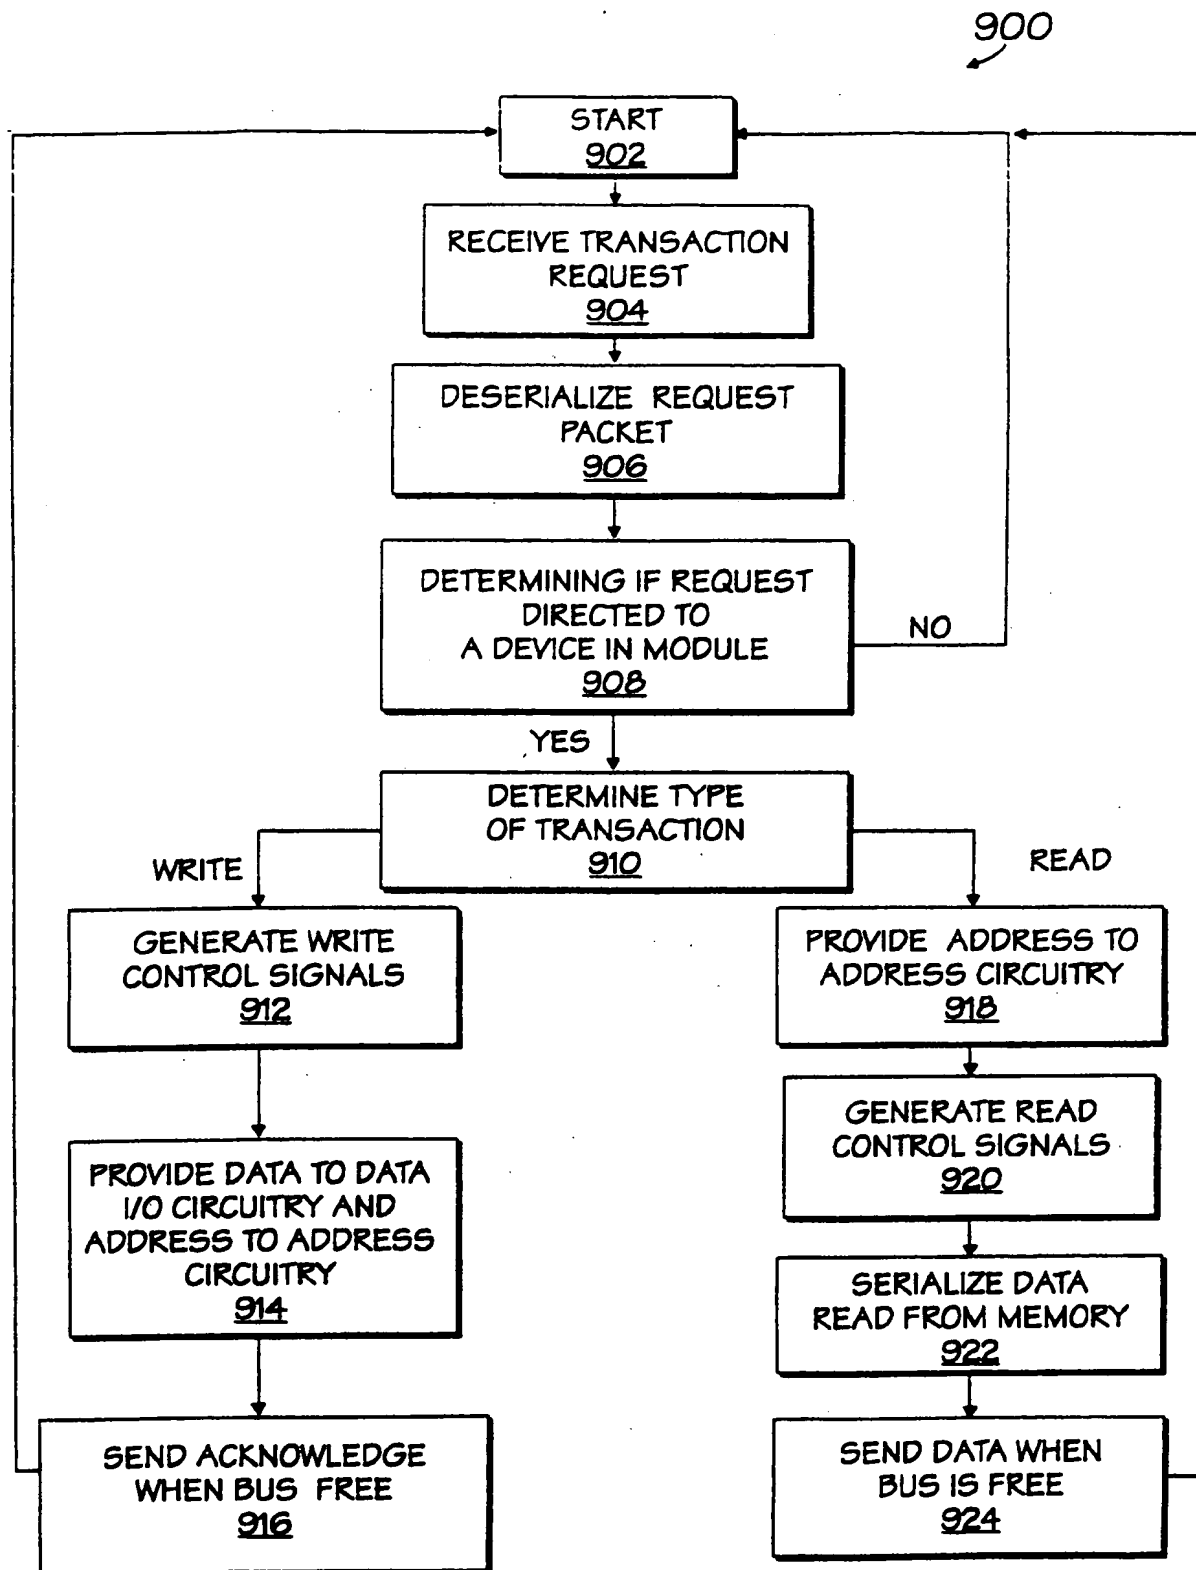 900
START
902
RECEIVE TRANSACTION
REQUEST
904
DESERIALIZE REQUEST
PACKET
906
DETERMINING IF REQUEST
DIRECTED TO
A DEVICE IN MODULE
908
NO
YES
DETERMINE TYPE
OF TRANSACTION
910
WRITE
READ
GENERATE WRITE
CONTROL SIGNALS
912
PROVIDE DATA TO DATA
I/O CIRCUITRY AND
ADDRESS TO ADDRESS
CIRCUITRY
914
SEND ACKNOWLEDGE
WHEN BUS FREE
916
PROVIDE ADDRESS TO
ADDRESS CIRCUITRY
918
GENERATE READ
CONTROL SIGNALS
920
SERIALIZE DATA
READ FROM MEMORY
922
SEND DATA WHEN
BUS IS FREE
924